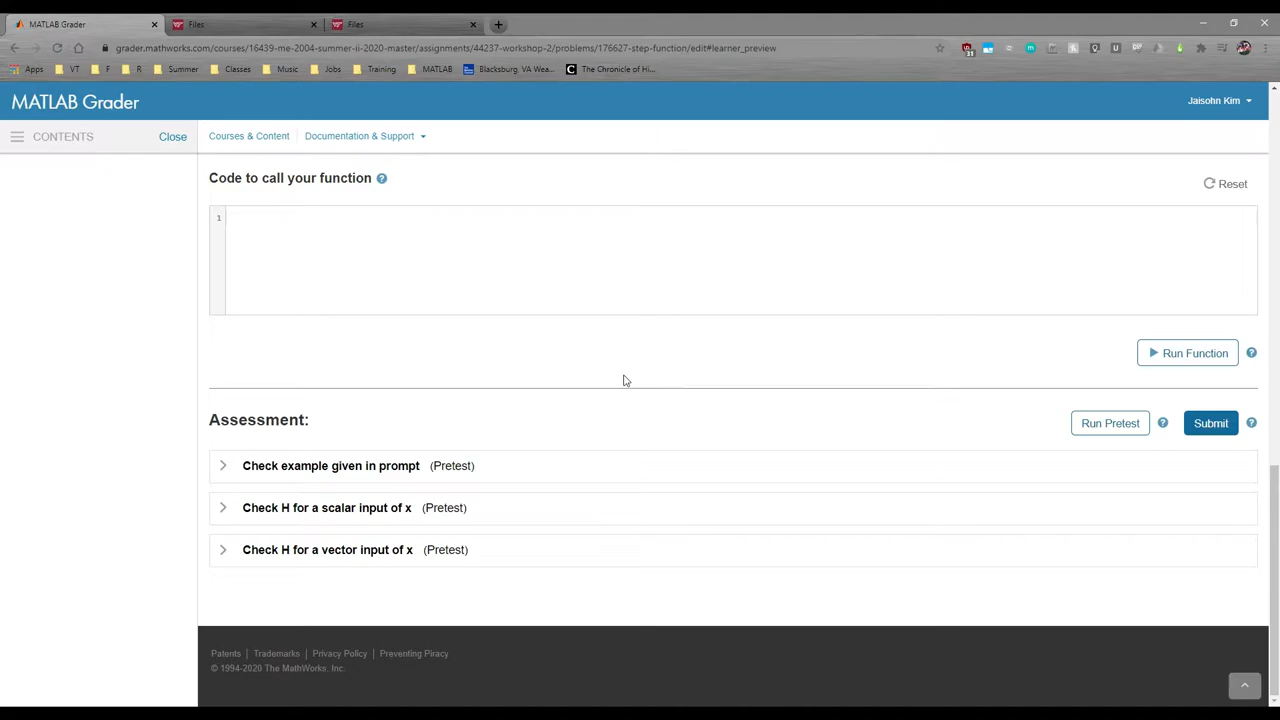 MATLAB Grader
Files
Files
grader.mathworks.com/courses/16439-me-2004-summer-ii-2020-master/assignments/44237-workshop-2/problems/176627-step-function/edit#learner_preview
Apps VT F R Summer Classes Music Jobs Training MATLAB Blacksburg, VA Wea... The Chronicle of Hi...
MATLAB Grader
Jaisohn Kim
CONTENTS Close
Courses & Content Documentation & Support
Code to call your function
Reset
1
Run Function
Assessment:
Run Pretest
Submit
Check example given in prompt (Pretest)
Check H for a scalar input of x (Pretest)
Check H for a vector input of x (Pretest)
Patents | Trademarks | Privacy Policy | Preventing Piracy
© 1994-2020 The MathWorks, Inc.